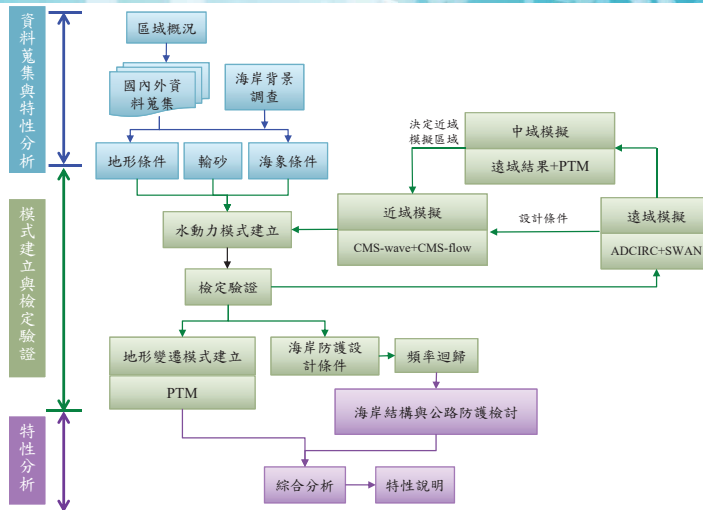 資料蒐集與特性分析
區域概況
國內外資
料蒐集
海岸背景
調查
地形條件
輸砂
海象條件
決定近域
模擬區域
中域模擬
遠域結果+PTM
模式建立與檢定驗證
水動力模式建立
近域模擬
CMS-wave+CMS-flow
設計條件
遠域模擬
ADCIRC+SWAN
檢定驗證
地形變遷模式建立
PTM
海岸防護設
計條件
頻率迴歸
海岸結構與公路防護檢討
特性分析
綜合分析
特性說明